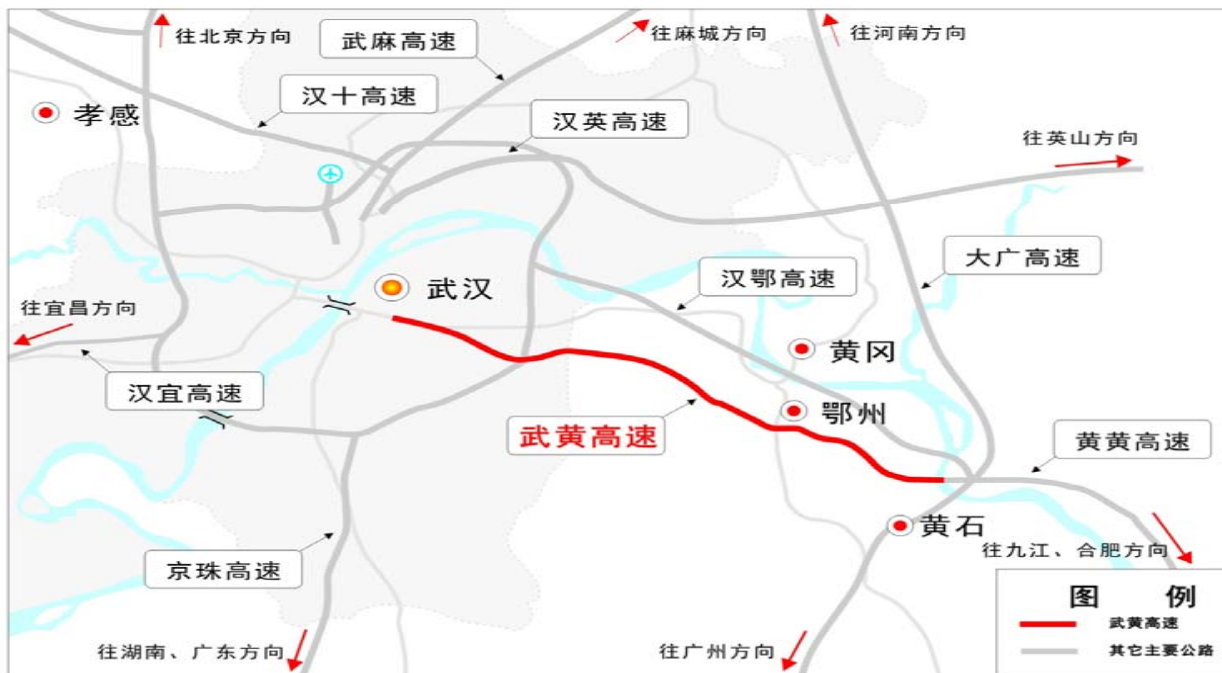 往北京方向
武麻高速
往麻城方向
往河南方向
汉十高速
孝感
汉英高速
往英山方向
大广高速
武汉
汉鄂高速
往宜昌方向
黄冈
汉宜高速
鄂州
武黄高速
黄黄高速
黄石
往九江、合肥方向
京珠高速
图 例
武黄高速
其它主要公路
往湖南、广东方向
往广州方向